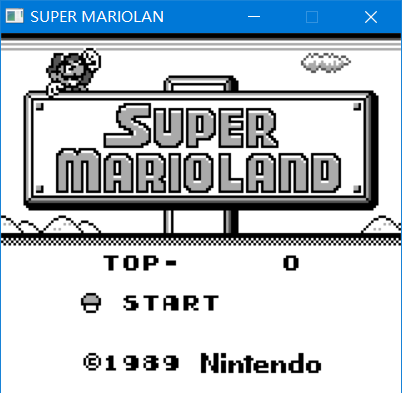 SUPER MARIOLAN
SUPER
MARIOLAND
TOP- 0
START
©1989 Nintendo